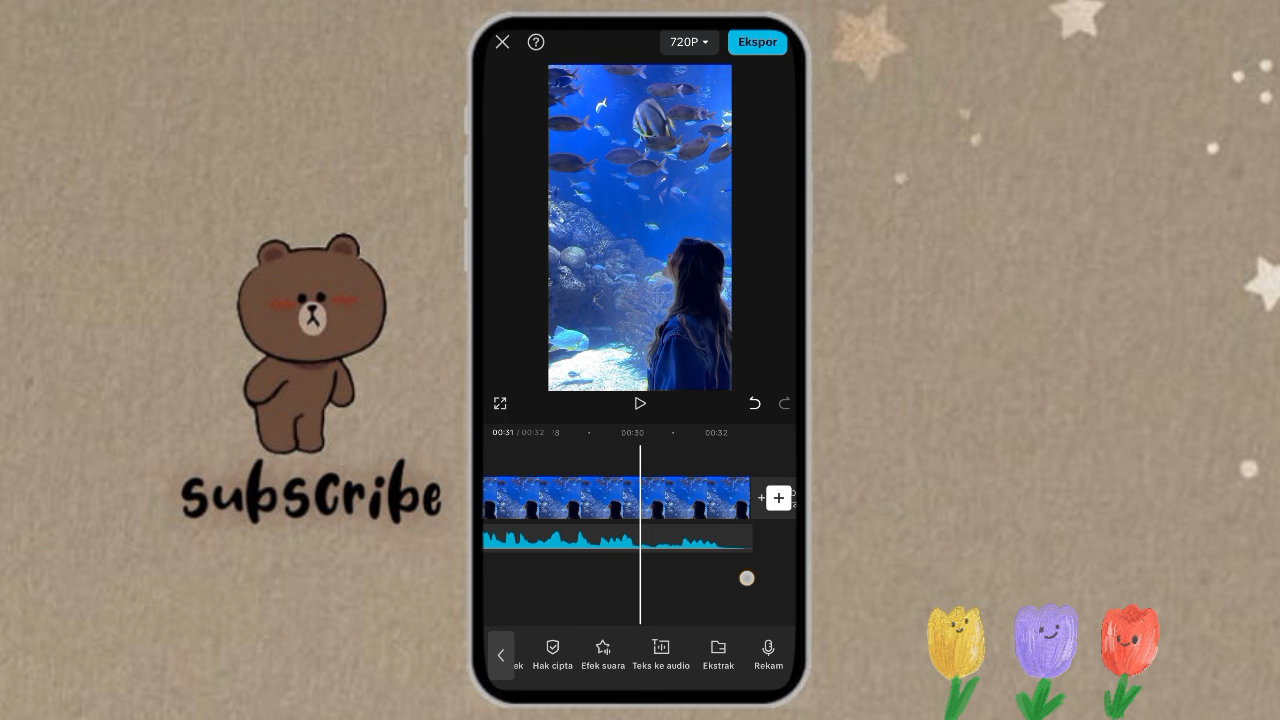 720P
Ekspor
00:31 / 00:32
00:30
00:32
subscribe
Hak cipta
Efek suara
Teks ke audio
Ekstrak
Rekam